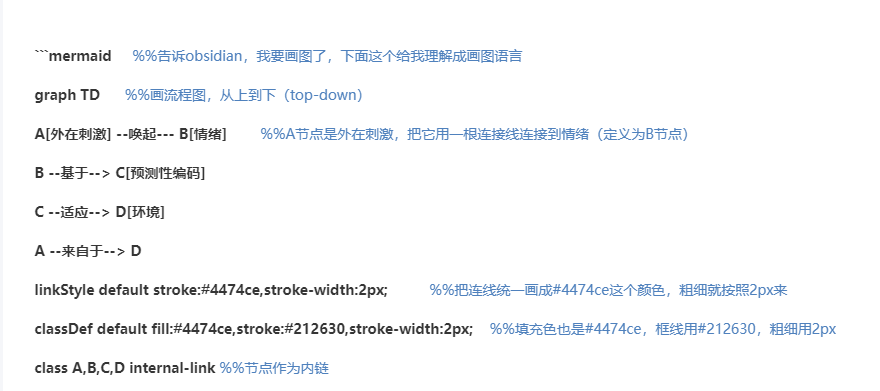 ```mermaid %%告诉obsidian，我要画图了，下面这个给我理解成画图语言
graph TD %%画流程图，从上到下（top-down）
A[外在刺激] --唤起--- B[情绪] %%A节点是外在刺激，把它用一根连接线连接到情绪（定义为B节点）
B --基于--> C[预测性编码]
C --适应--> D[环境]
A --来自于--> D
linkStyle default stroke:#4474ce,stroke-width:2px; %%把连线统一画成#4474ce这个颜色，粗细就按照2px来
classDef default fill:#4474ce,stroke:#212630,stroke-width:2px; %%填充色也是#4474ce，框线用#212630，粗细用2px
class A,B,C,D internal-link %%节点作为内链